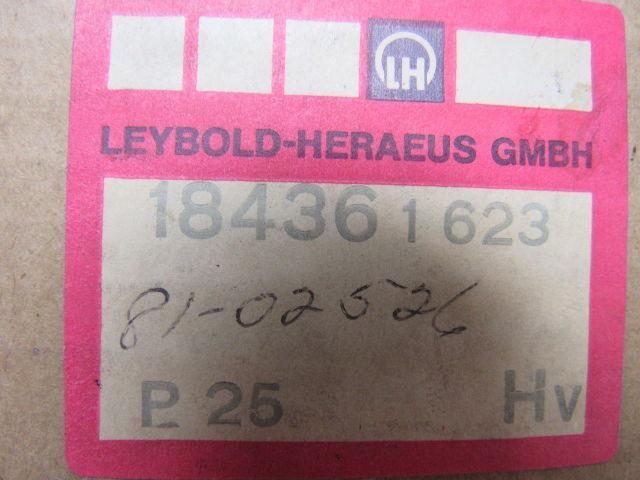 LH
LEYBOLD-HERAEUS GMBH
18436 1 623
81-02526
P 25 Hv